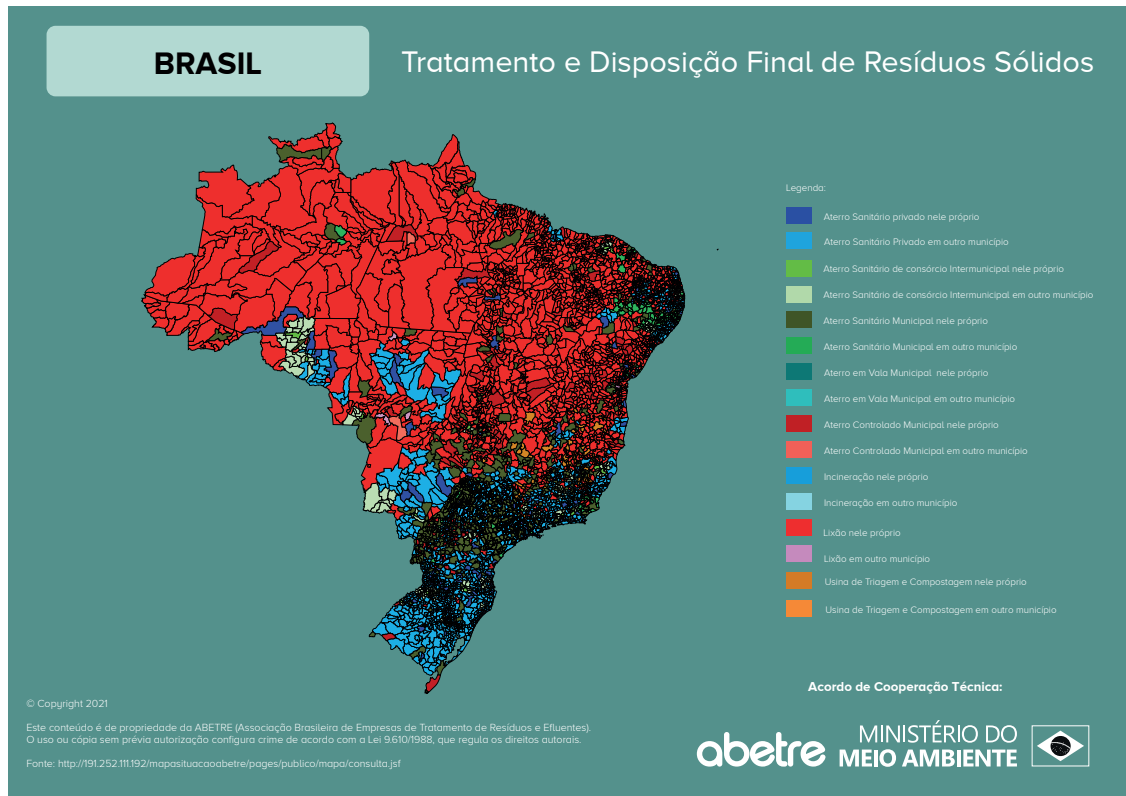 BRASIL
Tratamento e Disposição Final de Resíduos Sólidos
Legenda:
Aterro Sanitário privado nele próprio
Aterro Sanitário Privado em outro município
Aterro Sanitário de consórcio Intermunicipal nele próprio
Aterro Sanitário de consórcio Intermunicipal em outro município
Aterro Sanitário Municipal nele próprio
Aterro Sanitário Municipal em outro município
Aterro em Vala Municipal nele próprio
Aterro em Vala Municipal em outro município
Aterro Controlado Municipal nele próprio
Aterro Controlado Municipal em outro município
Incineração nele próprio
Incineração em outro município
Lixão nele próprio
Lixão em outro município
Usina de Triagem e Compostagem nele próprio
Usina de Triagem e Compostagem em outro município
Acordo de Cooperação Técnica:
© Copyright 2021
Este conteúdo é de propriedade da ABETRE (Associação Brasileira de Empresas de Tratamento de Resíduos e Efluentes).
O uso ou cópia sem prévia autorização configura crime de acordo com a Lei 9.610/1988, que regula os direitos autorais.
Fonte: http://191.252.111.192/mapasituacaoabetre/pages/publico/mapa/consulta.jsf
abetre
MINISTÉRIO DO
MEIO AMBIENTE